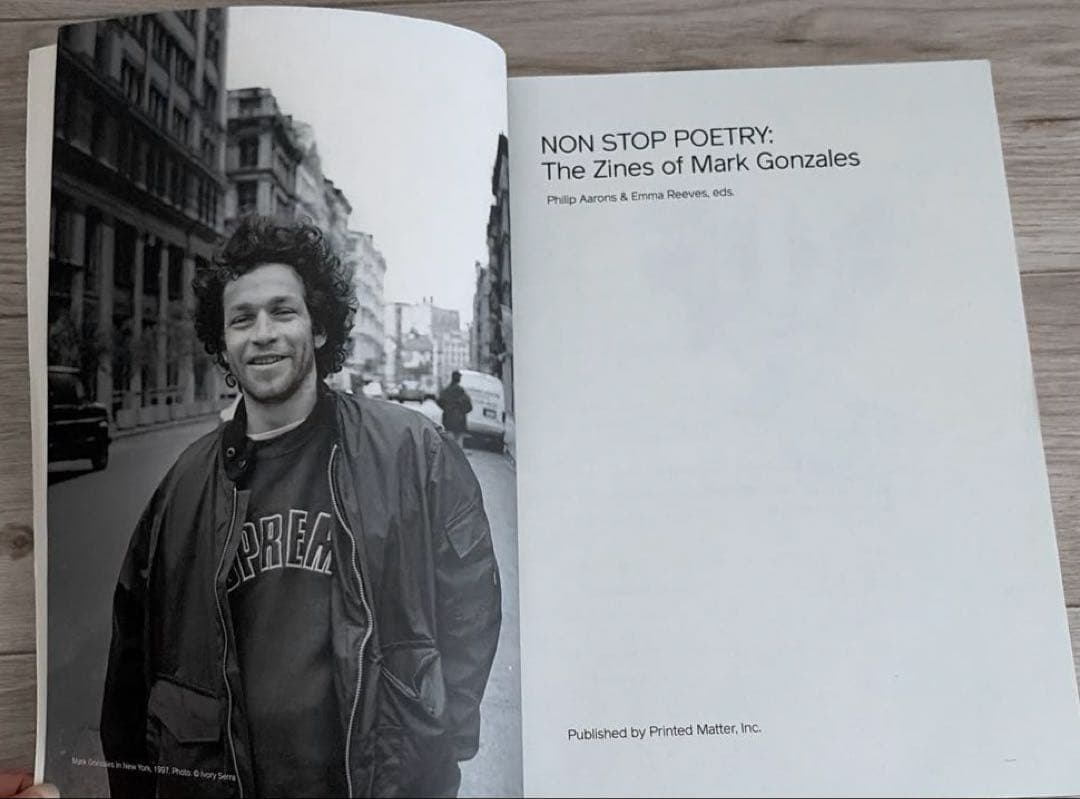 UPREM
Mark Gonzales in New York, 1997, Photo: © Ivory Serra
NON STOP POETRY:
The Zines of Mark Gonzales
Philip Aarons & Emma Reeves, eds.
Published by Printed Matter, Inc.